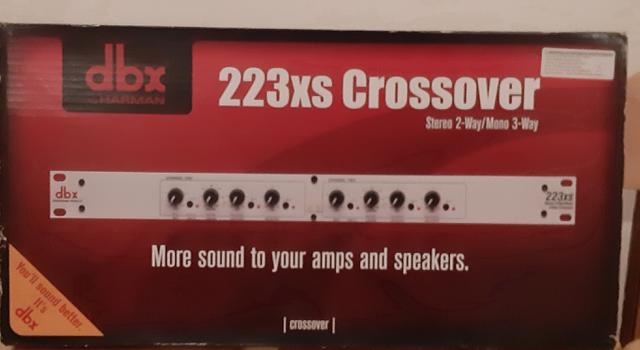 dbx
by HARMAN
223xs Crossover
Stereo 2-Way/Mono 3-Way
dbx
223xs
More sound to your amps and speakers.
You'll sound better.
It's
dbx
| crossover |